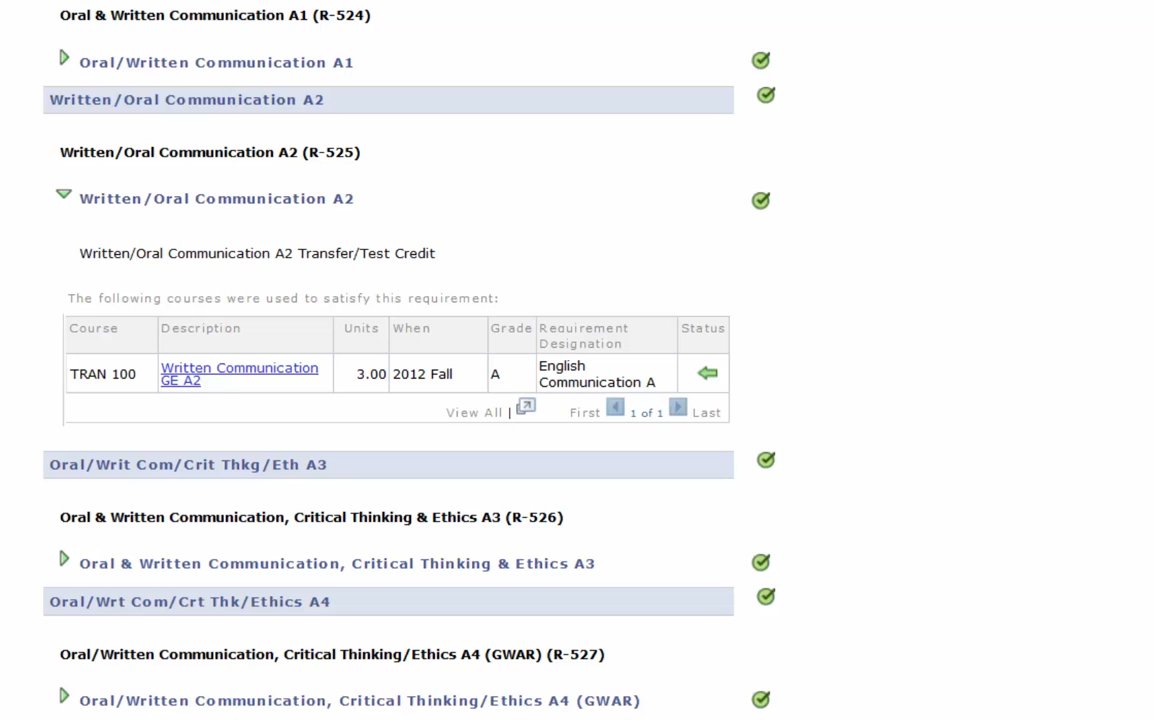 Oral & Written Communication A1 (R-524)
Oral/Written Communication A1
Written/Oral Communication A2
Written/Oral Communication A2 (R-525)
Written/Oral Communication A2
Written/Oral Communication A2 Transfer/Test Credit
The following courses were used to satisfy this requirement:
Course Description Units When Grade Requirement Designation Status
TRAN 100 Written Communication GE A2 3.00 2012 Fall A English Communication A
View All | First 1 of 1 Last
Oral/Writ Com/Crit Thkg/Eth A3
Oral & Written Communication, Critical Thinking & Ethics A3 (R-526)
Oral & Written Communication, Critical Thinking & Ethics A3
Oral/Wrt Com/Crt Thk/Ethics A4
Oral/Written Communication, Critical Thinking/Ethics A4 (GWAR) (R-527)
Oral/Written Communication, Critical Thinking/Ethics A4 (GWAR)